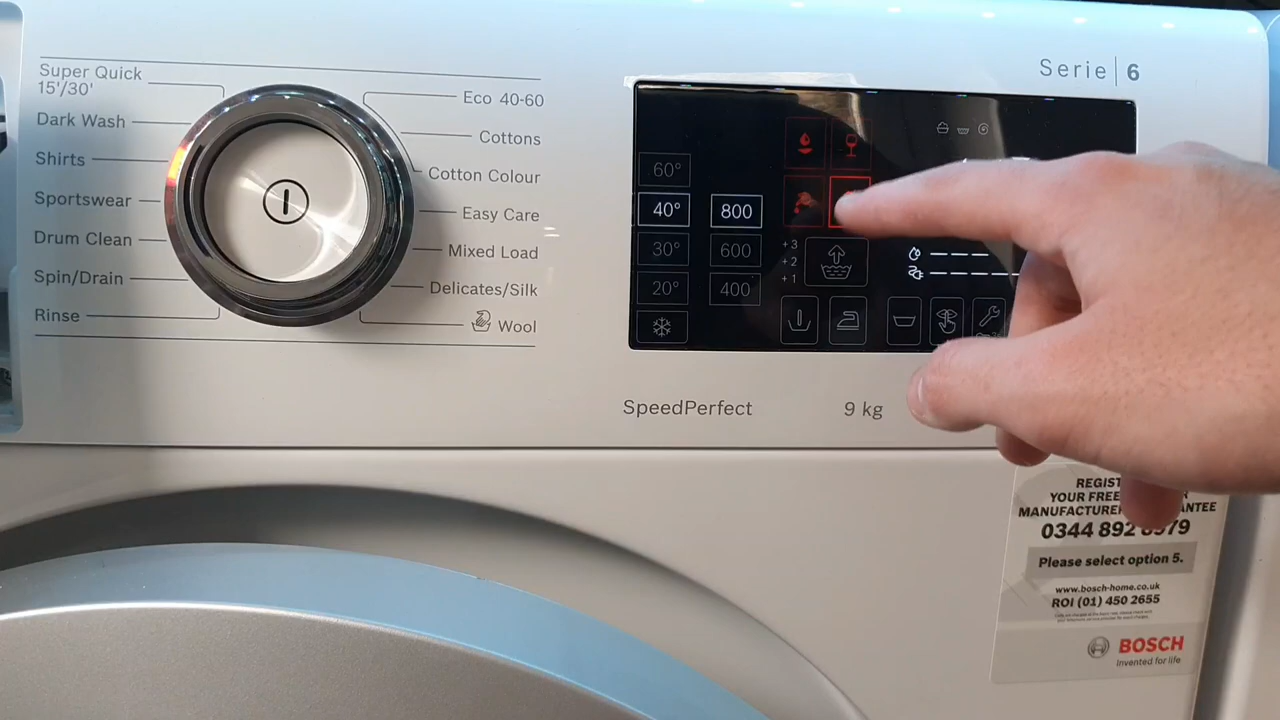 Super Quick
15'/30'
Dark Wash
Shirts
Sportswear
Drum Clean
Spin/Drain
Rinse
Eco 40-60
Cottons
Cotton Colour
Easy Care
Mixed Load
Delicates/Silk
Wool
Serie 6
60°
40°
30°
20°
800
600
400
+3
+2
+1
SpeedPerfect
9 kg
YOUR FREE
0344 892
Please select option 5.
www.bosch-home.co.uk
ROI (01) 450 2655
BOSCH
Invented for life